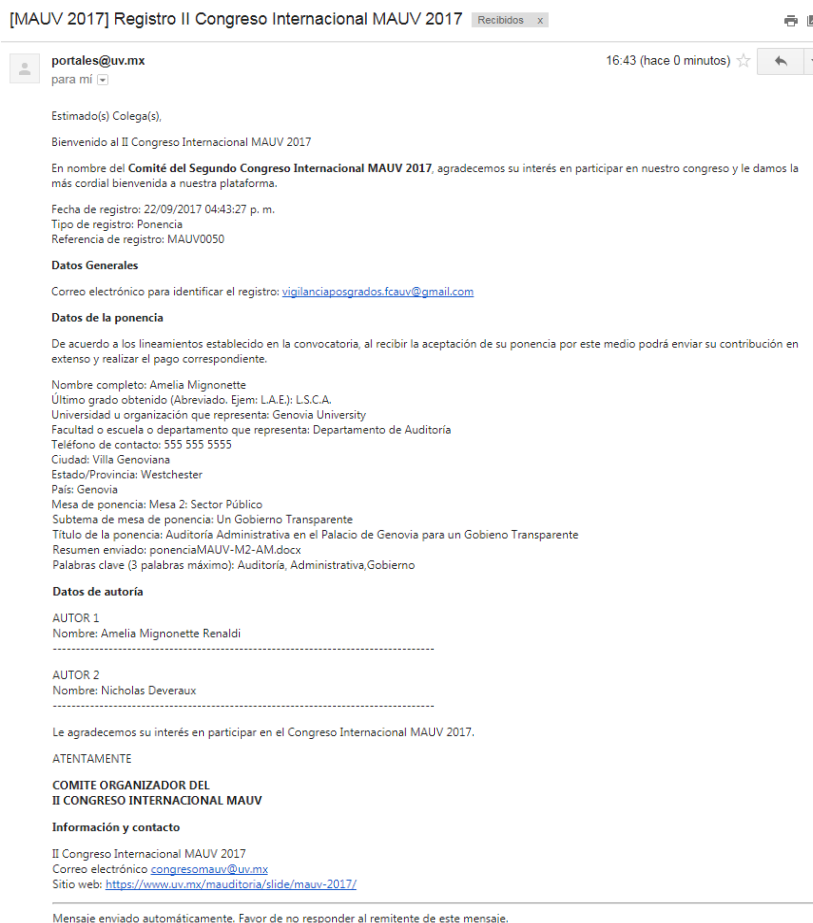 [MAUV 2017] Registro II Congreso Internacional MAUV 2017 Recibidos x
portales@uv.mx 16:43 (hace 0 minutos)
para mí
Estimado(s) Colega(s),
Bienvenido al II Congreso Internacional MAUV 2017
En nombre del Comité del Segundo Congreso Internacional MAUV 2017, agradecemos su interés en participar en nuestro congreso y le damos la
más cordial bienvenida a nuestra plataforma.
Fecha de registro: 22/09/2017 04:43:27 p. m.
Tipo de registro: Ponencia
Referencia de registro: MAUV0050
Datos Generales
Correo electrónico para identificar el registro: vigilanciaposgrados.fcauv@gmail.com
Datos de la ponencia
De acuerdo a los lineamientos establecido en la convocatoria, al recibir la aceptación de su ponencia por este medio podrá enviar su contribución en
extenso y realizar el pago correspondiente.
Nombre completo: Amelia Mignonette
Último grado obtenido (Abreviado. Ejem: L.A.E.): L.S.C.A.
Universidad u organización que representa: Genovia University
Facultad o escuela o departamento que representa: Departamento de Auditoría
Teléfono de contacto: 555 555 5555
Ciudad: Villa Genoviana
Estado/Provincia: Westchester
País: Genovia
Mesa de ponencia: Mesa 2: Sector Público
Subtema de mesa de ponencia: Un Gobierno Transparente
Título de la ponencia: Auditoría Administrativa en el Palacio de Genovia para un Gobieno Transparente
Resumen enviado: ponenciaMAUV-M2-AM.docx
Palabras clave (3 palabras máximo): Auditoría, Administrativa,Gobierno
Datos de autoría
AUTOR 1
Nombre: Amelia Mignonette Renaldi
--------------------------------------------------------------------------------
AUTOR 2
Nombre: Nicholas Deveraux
--------------------------------------------------------------------------------
Le agradecemos su interés en participar en el Congreso Internacional MAUV 2017.
ATENTAMENTE
COMITE ORGANIZADOR DEL
II CONGRESO INTERNACIONAL MAUV
Información y contacto
II Congreso Internacional MAUV 2017
Correo electrónico congresomauv@uv.mx
Sitio web: https://www.uv.mx/mauditoria/slide/mauv-2017/
Mensaje enviado automáticamente. Favor de no responder al remitente de este mensaje.